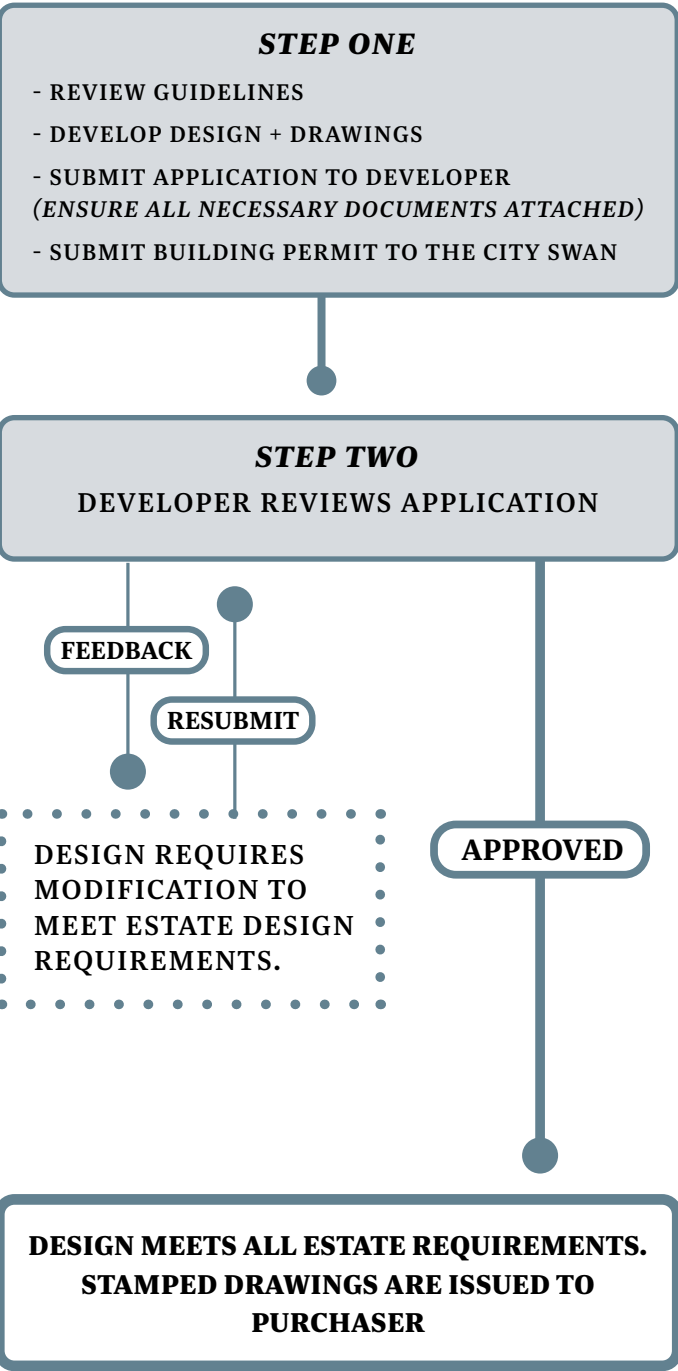 STEP ONE
- REVIEW GUIDELINES
- DEVELOP DESIGN + DRAWINGS
- SUBMIT APPLICATION TO DEVELOPER
(ENSURE ALL NECESSARY DOCUMENTS ATTACHED)
- SUBMIT BUILDING PERMIT TO THE CITY SWAN
STEP TWO
DEVELOPER REVIEWS APPLICATION
FEEDBACK
RESUBMIT
DESIGN REQUIRES
MODIFICATION TO
MEET ESTATE DESIGN
REQUIREMENTS.
APPROVED
DESIGN MEETS ALL ESTATE REQUIREMENTS.
STAMPED DRAWINGS ARE ISSUED TO
PURCHASER